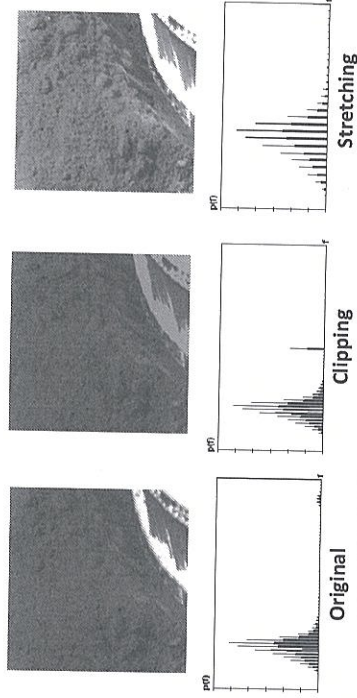 p(f)
f
Original
p(f)
f
Clipping
p(f)
f
Stretching